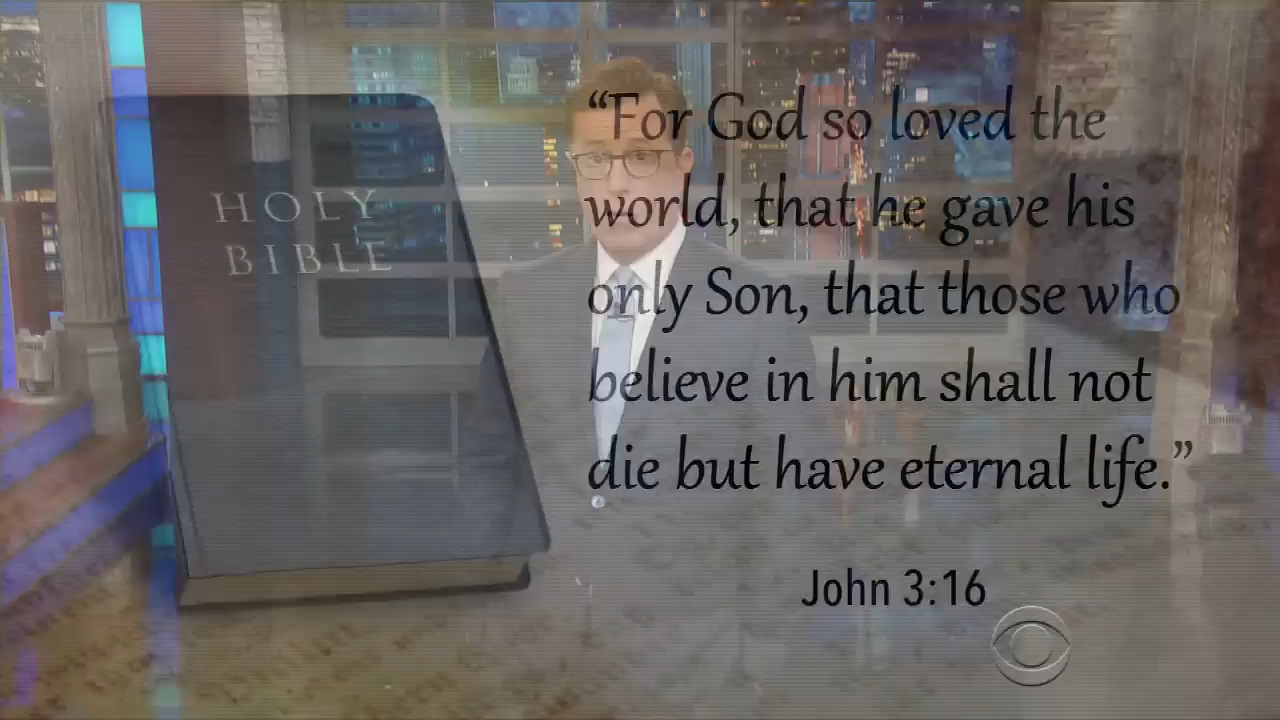 HOLY
BIBLE
“For God so loved the
world, that he gave his
only Son, that those who
believe in him shall not
die but have eternal life.”
John 3:16